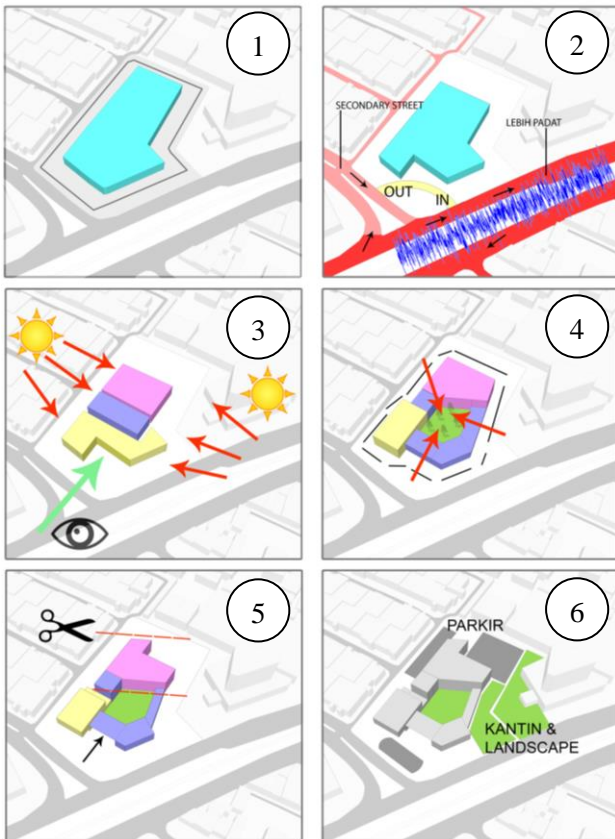 1
2
SECONDARY STREET
LEBIH PADAT
OUT
IN
3
4
5
6
PARKIR
KANTIN &
LANDSCAPE